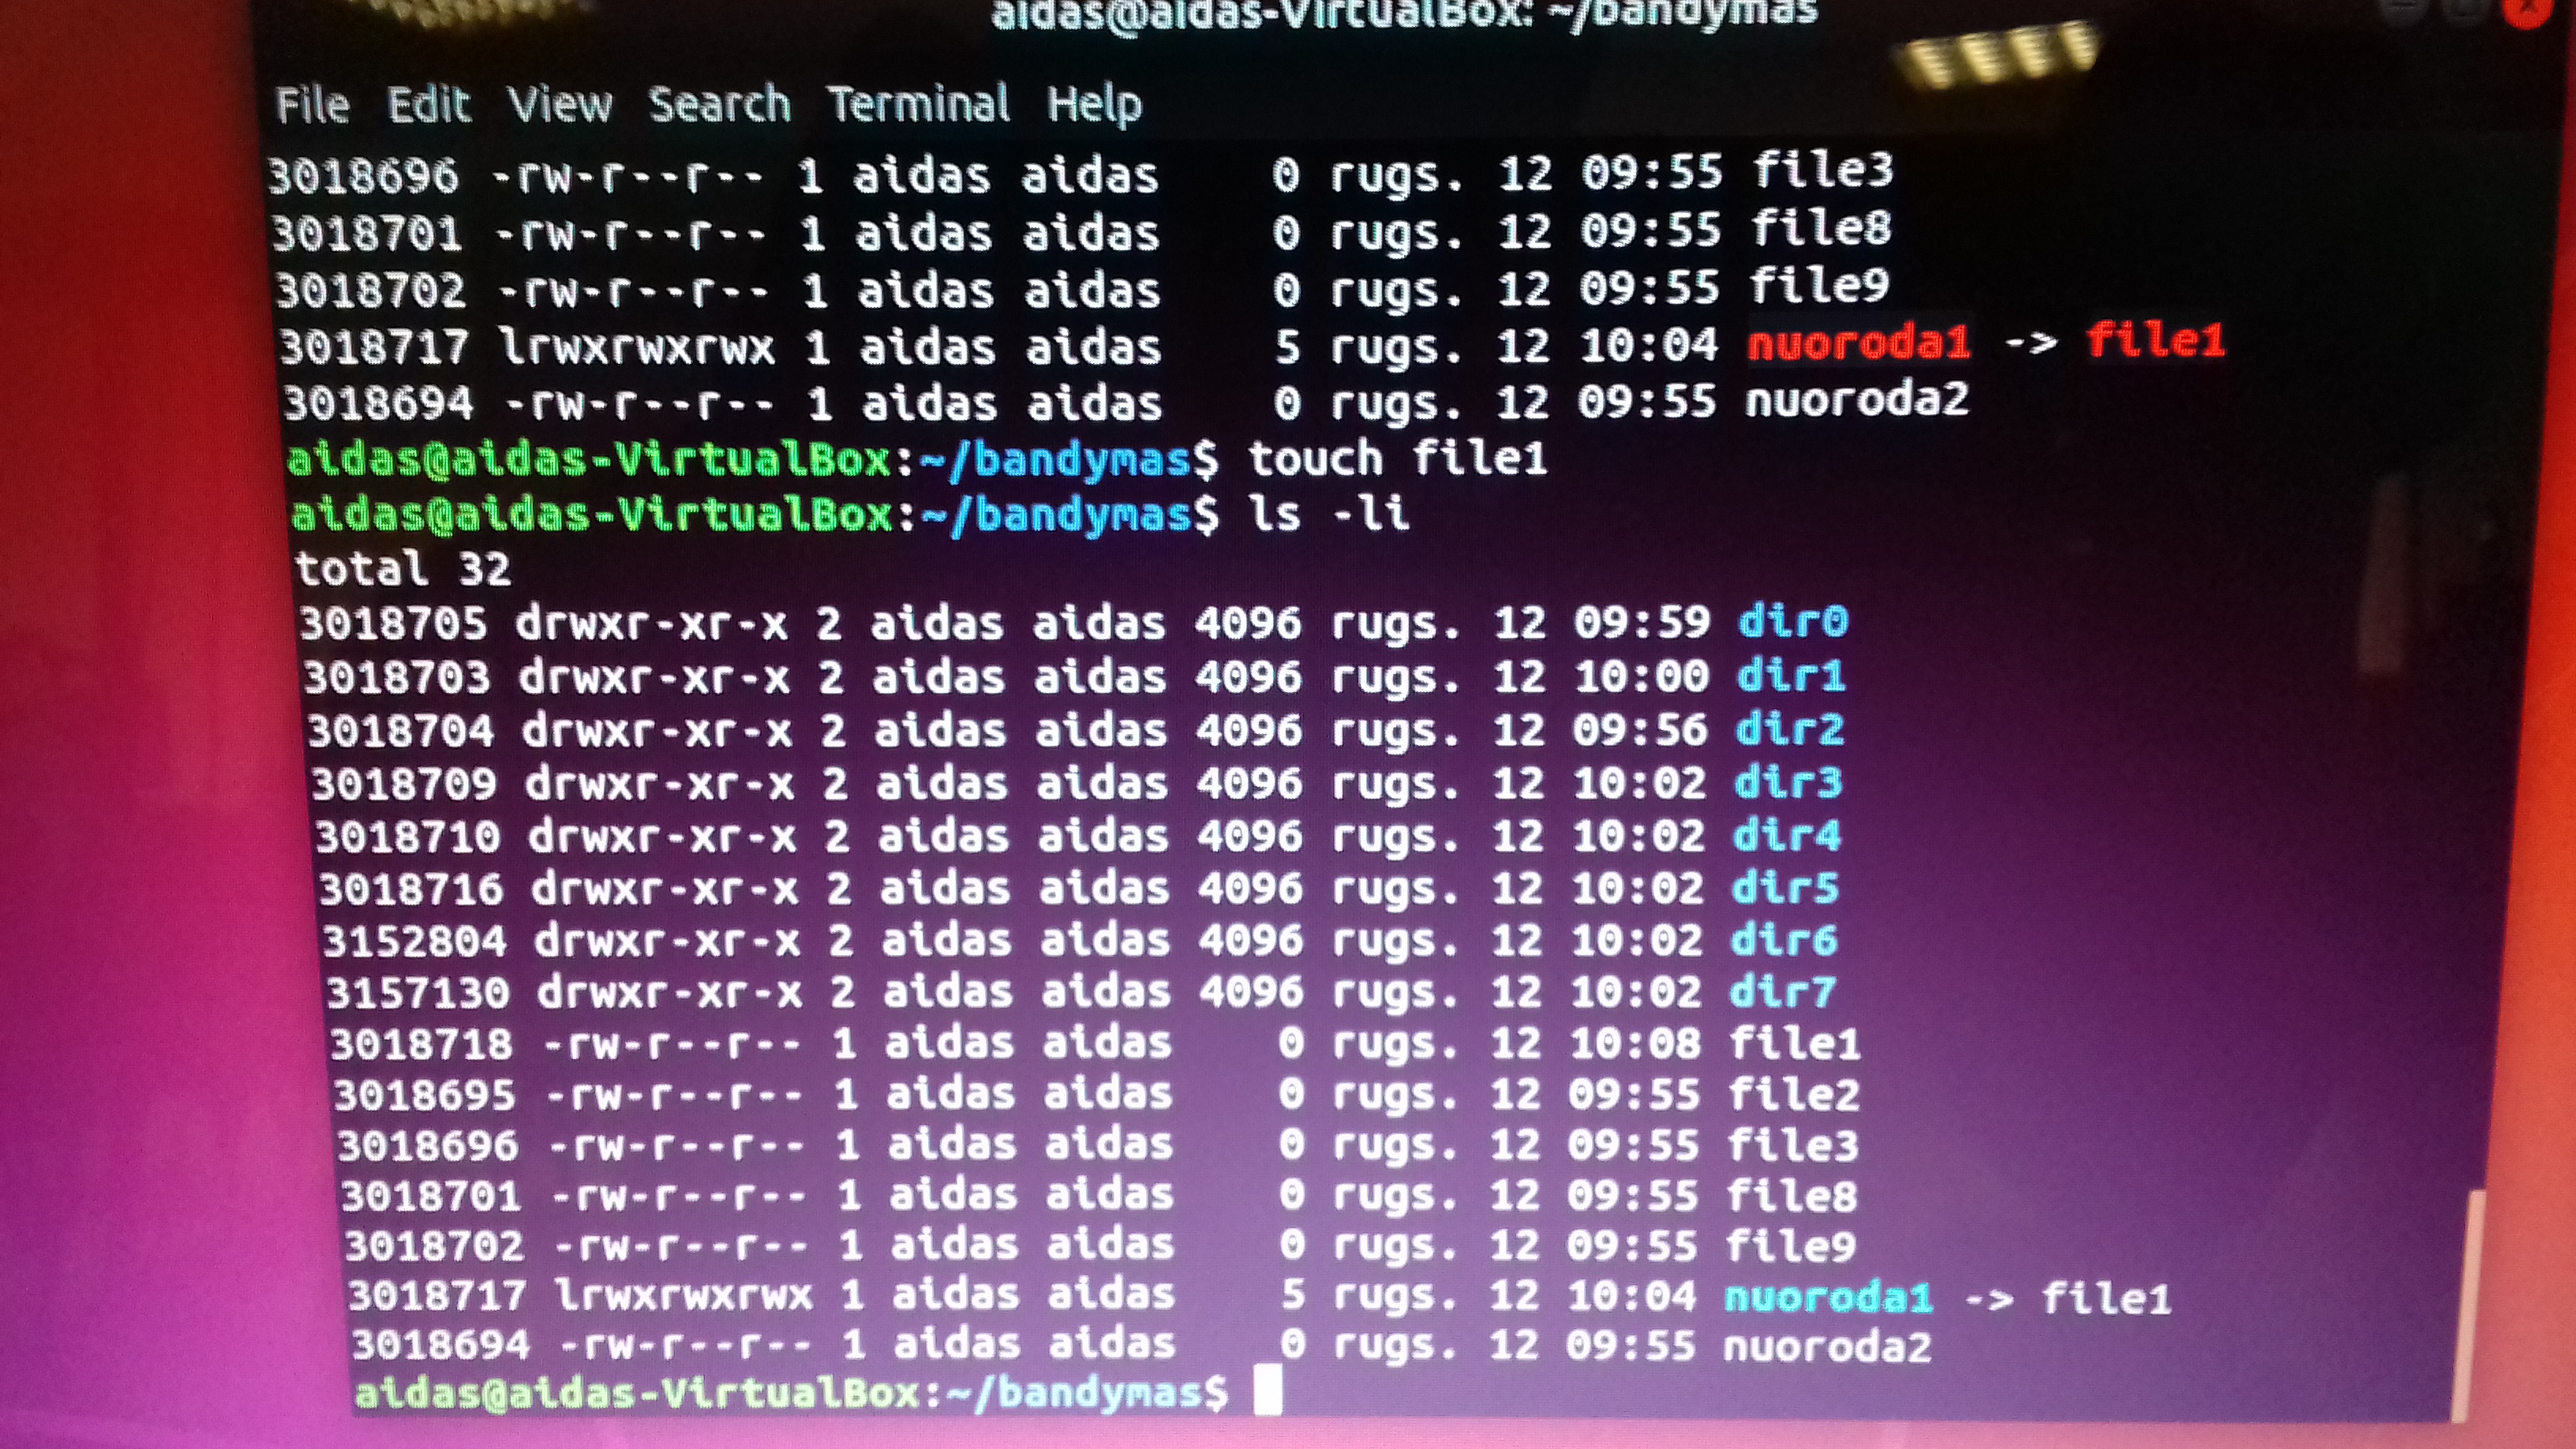 aidas@aidas-VirtualBox: ~/bandymas
File Edit View Search Terminal Help
3018696 -rw-r--r-- 1 aidas aidas    0 rugs. 12 09:55 file3
3018701 -rw-r--r-- 1 aidas aidas    0 rugs. 12 09:55 file8
3018702 -rw-r--r-- 1 aidas aidas    0 rugs. 12 09:55 file9
3018717 lrwxrwxrwx 1 aidas aidas    5 rugs. 12 10:04 nuoroda1 -> file1
3018694 -rw-r--r-- 1 aidas aidas    0 rugs. 12 09:55 nuoroda2
aidas@aidas-VirtualBox:~/bandymas$ touch file1
aidas@aidas-VirtualBox:~/bandymas$ ls -li
total 32
3018705 drwxr-xr-x 2 aidas aidas 4096 rugs. 12 09:59 dir0
3018703 drwxr-xr-x 2 aidas aidas 4096 rugs. 12 10:00 dir1
3018704 drwxr-xr-x 2 aidas aidas 4096 rugs. 12 09:56 dir2
3018709 drwxr-xr-x 2 aidas aidas 4096 rugs. 12 10:02 dir3
3018710 drwxr-xr-x 2 aidas aidas 4096 rugs. 12 10:02 dir4
3018716 drwxr-xr-x 2 aidas aidas 4096 rugs. 12 10:02 dir5
3152804 drwxr-xr-x 2 aidas aidas 4096 rugs. 12 10:02 dir6
3157130 drwxr-xr-x 2 aidas aidas 4096 rugs. 12 10:02 dir7
3018718 -rw-r--r-- 1 aidas aidas    0 rugs. 12 10:08 file1
3018695 -rw-r--r-- 1 aidas aidas    0 rugs. 12 09:55 file2
3018696 -rw-r--r-- 1 aidas aidas    0 rugs. 12 09:55 file3
3018701 -rw-r--r-- 1 aidas aidas    0 rugs. 12 09:55 file8
3018702 -rw-r--r-- 1 aidas aidas    0 rugs. 12 09:55 file9
3018717 lrwxrwxrwx 1 aidas aidas    5 rugs. 12 10:04 nuoroda1 -> file1
3018694 -rw-r--r-- 1 aidas aidas    0 rugs. 12 09:55 nuoroda2
aidas@aidas-VirtualBox:~/bandymas$